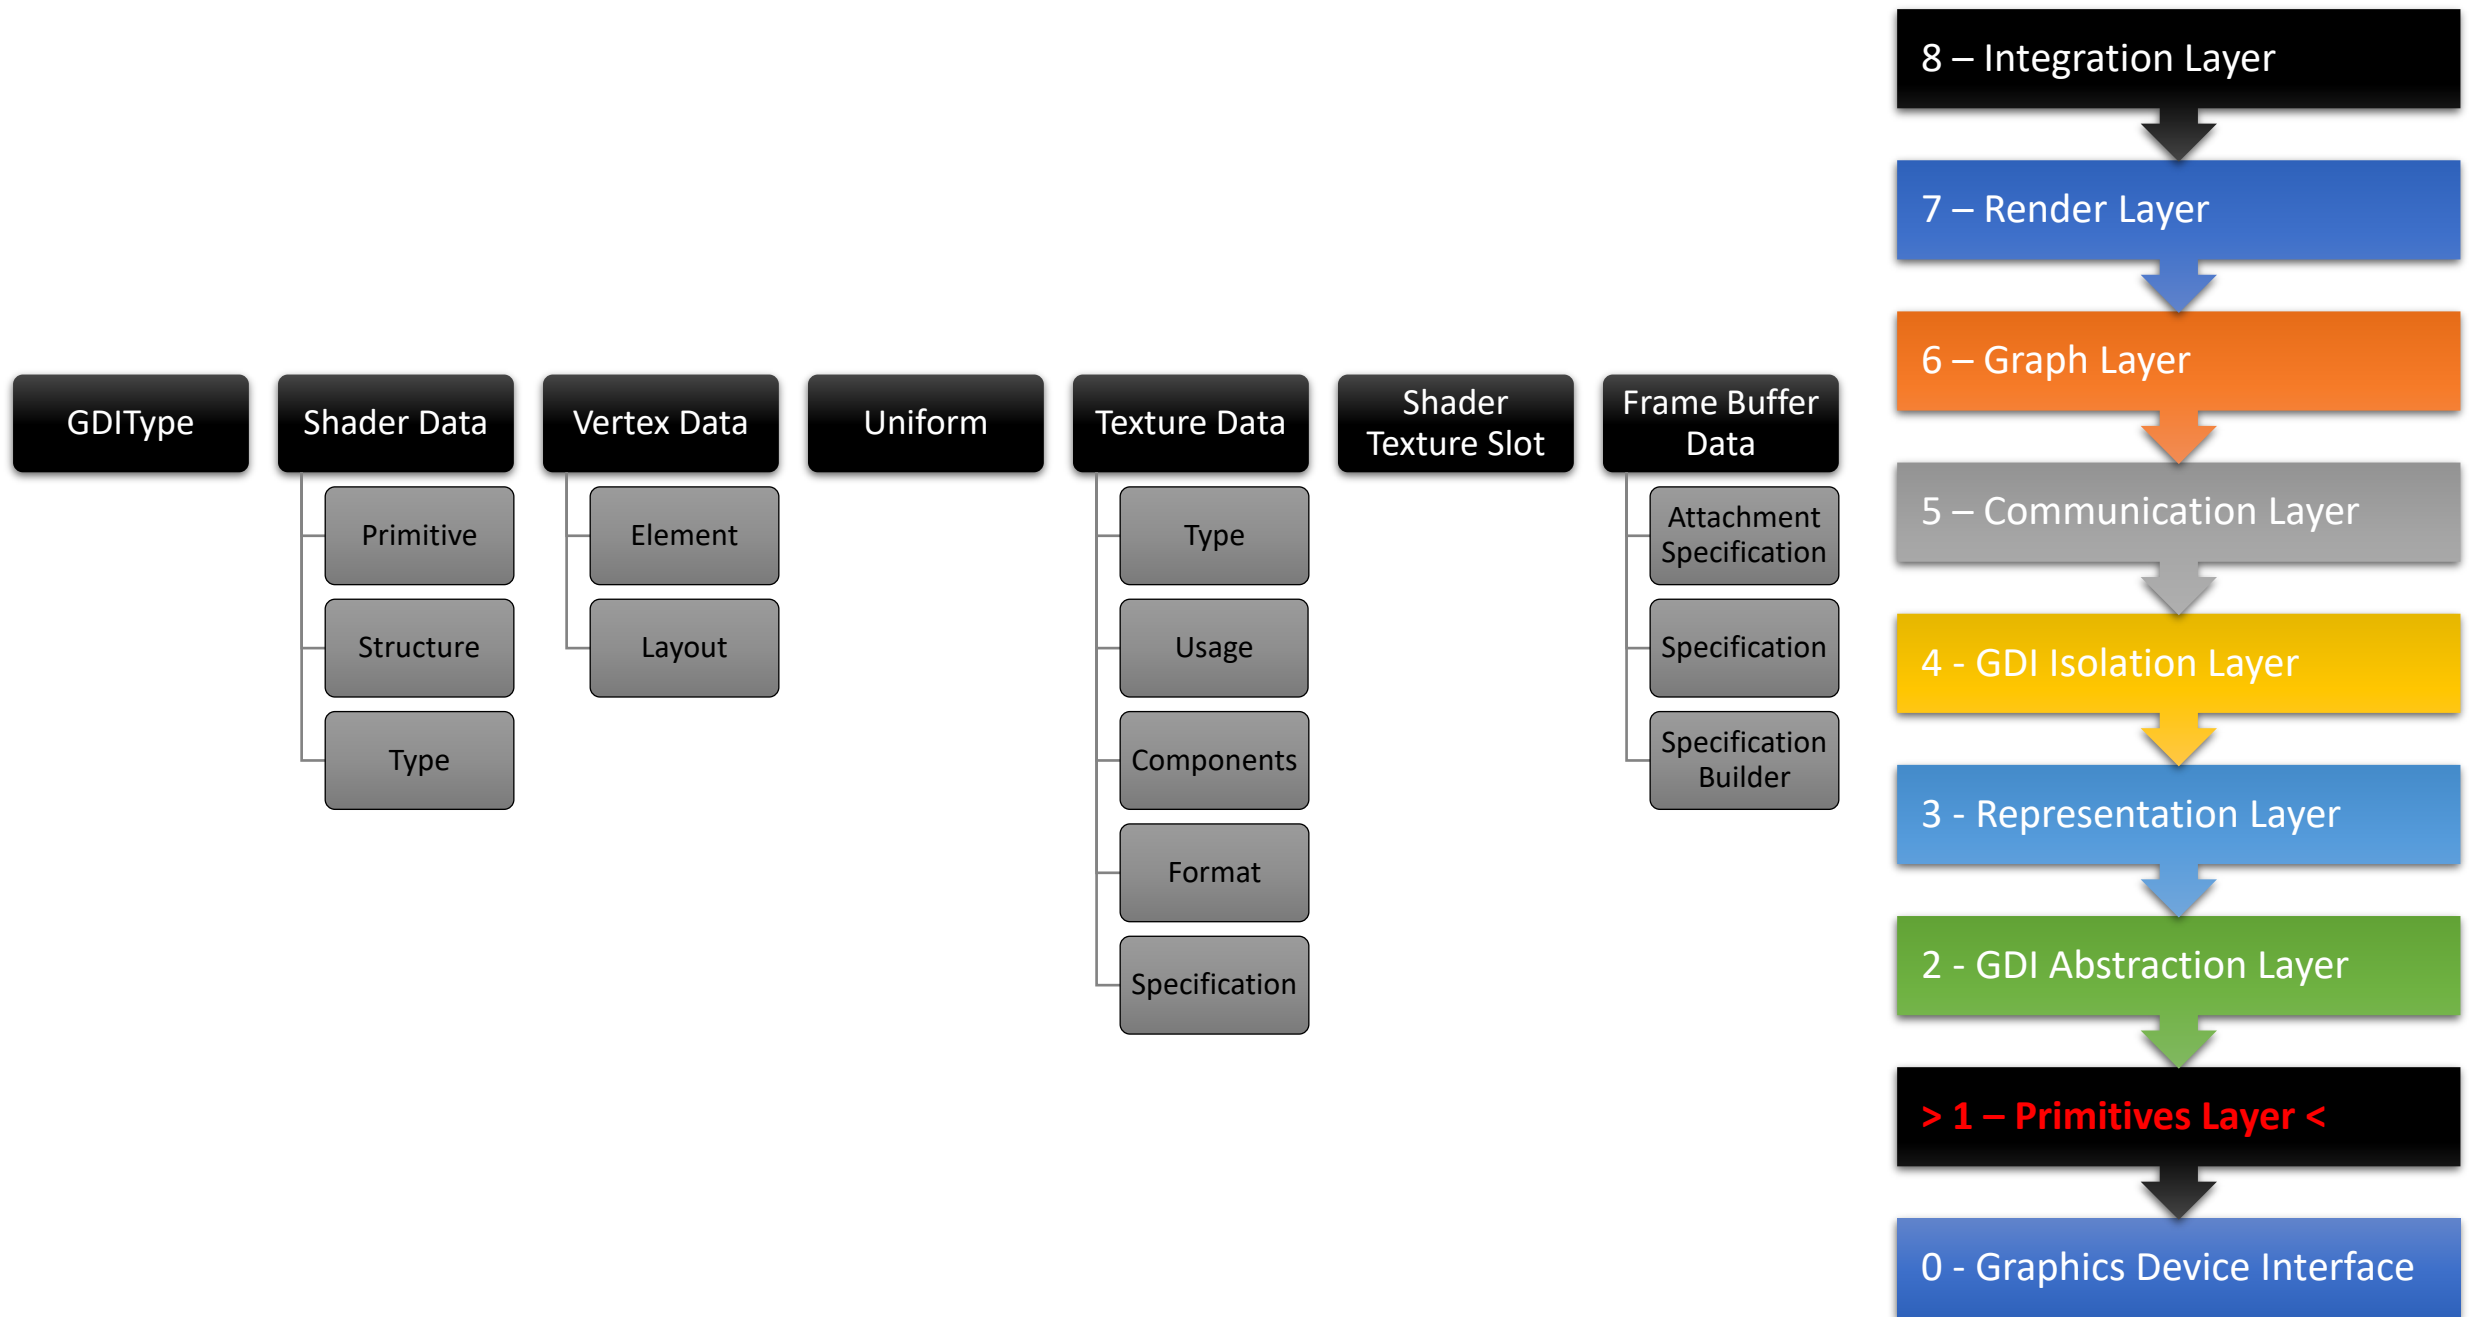 GDIType
Shader Data
Primitive
Structure
Type
Vertex Data
Element
Layout
Uniform
Texture Data
Type
Usage
Components
Format
Specification
Shader
Texture Slot
Frame Buffer
Data
Attachment
Specification
Specification
Specification
Builder
8 – Integration Layer
7 – Render Layer
6 – Graph Layer
5 – Communication Layer
4 - GDI Isolation Layer
3 - Representation Layer
2 - GDI Abstraction Layer
> 1 – Primitives Layer <
0 - Graphics Device Interface